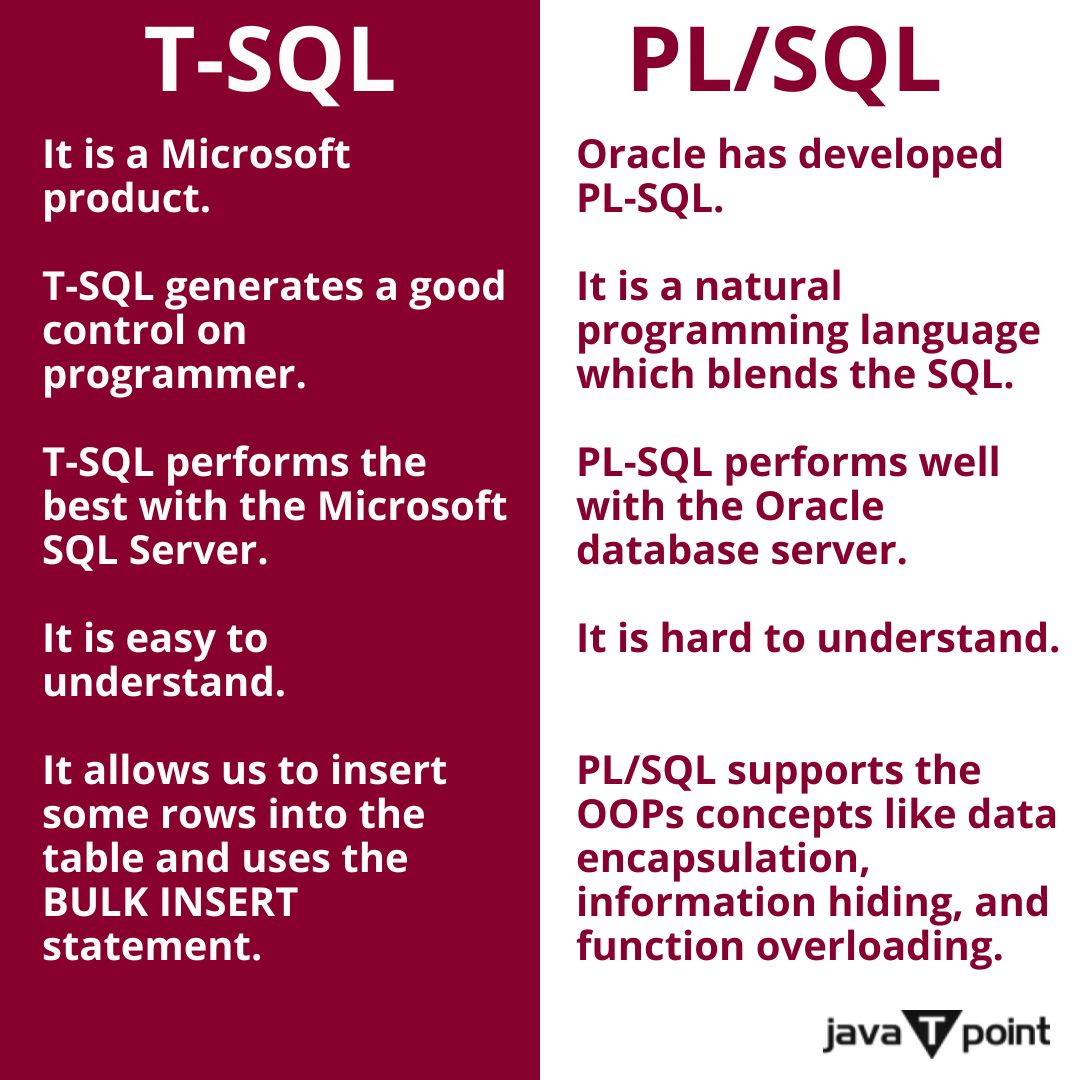 T-SQL
It is a Microsoft
product.
T-SQL generates a good
control on
programmer.
T-SQL performs the
best with the Microsoft
SQL Server.
It is easy to
understand.
It allows us to insert
some rows into the
table and uses the
BULK INSERT
statement.
PL/SQL
Oracle has developed
PL-SQL.
It is a natural
programming language
which blends the SQL.
PL-SQL performs well
with the Oracle
database server.
It is hard to understand.
PL/SQL supports the
OOPs concepts like data
encapsulation,
information hiding, and
function overloading.
java T point